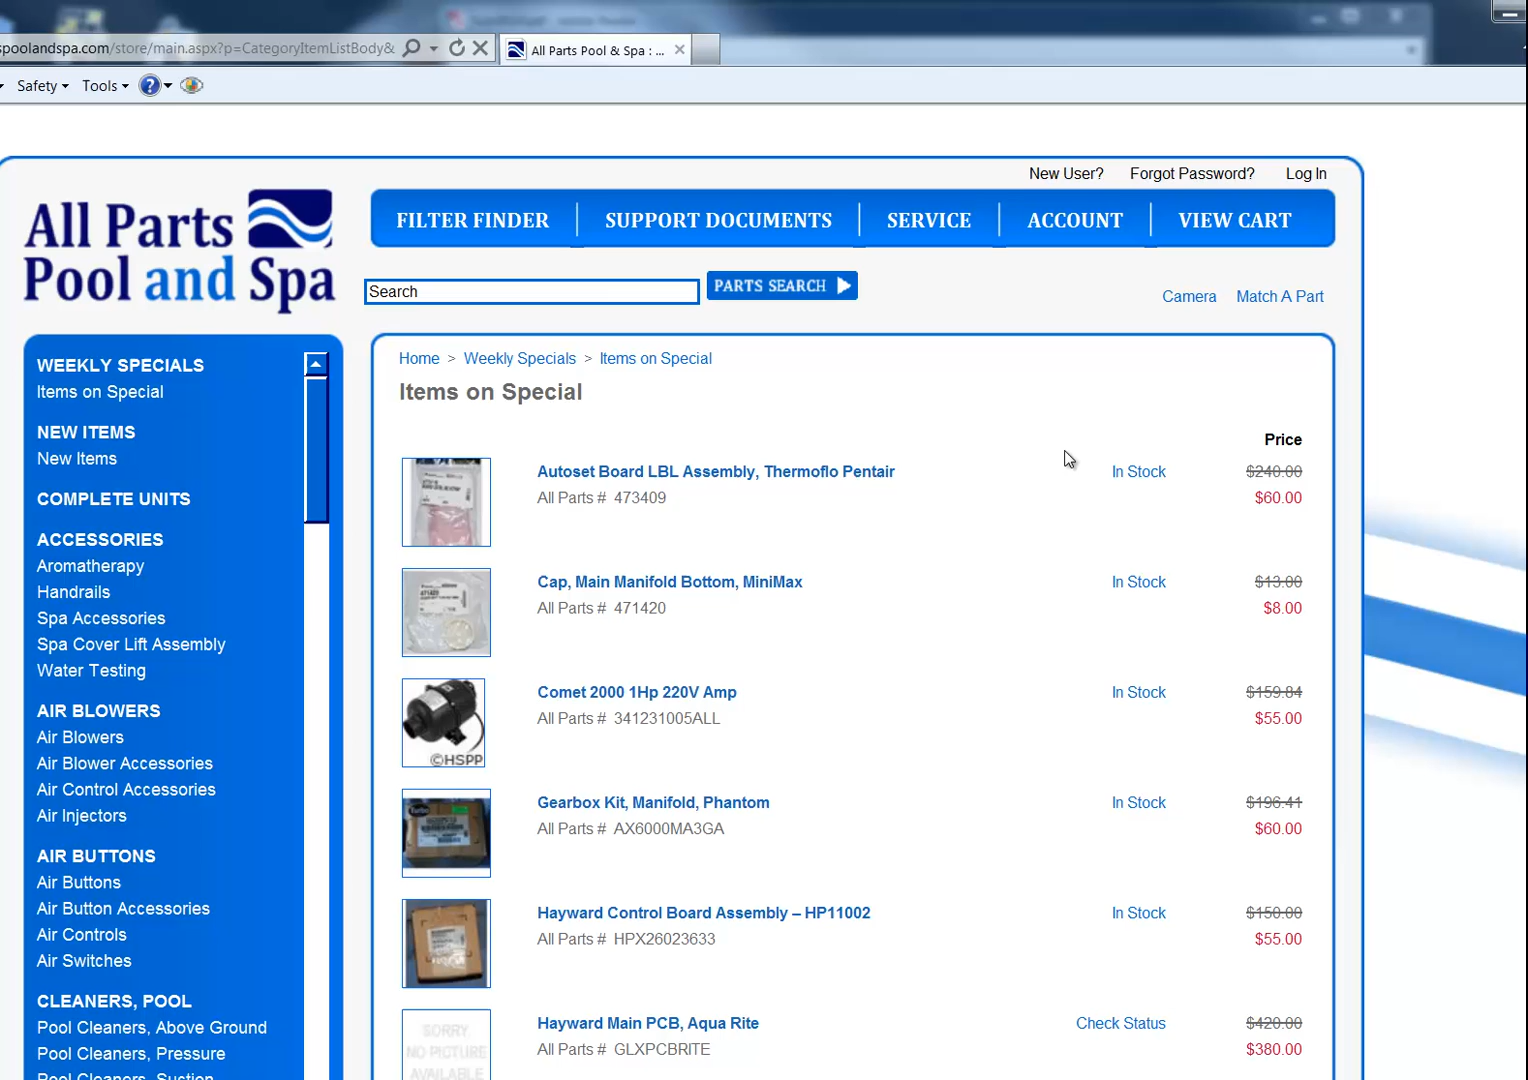 spoolandspa.com/store/main.aspx?p=CategoryItemListBody&
All Parts Pool & Spa : ...
Safety Tools
New User? Forgot Password? Log In
All Parts
Pool and Spa
FILTER FINDER SUPPORT DOCUMENTS SERVICE ACCOUNT VIEW CART
Search PARTS SEARCH
Camera Match A Part
WEEKLY SPECIALS
Items on Special
NEW ITEMS
New Items
COMPLETE UNITS
ACCESSORIES
Aromatherapy
Handrails
Spa Accessories
Spa Cover Lift Assembly
Water Testing
AIR BLOWERS
Air Blowers
Air Blower Accessories
Air Control Accessories
Air Injectors
AIR BUTTONS
Air Buttons
Air Button Accessories
Air Controls
Air Switches
CLEANERS, POOL
Pool Cleaners, Above Ground
Pool Cleaners, Pressure
Pool Cleaners, Suction
Home > Weekly Specials > Items on Special
Items on Special
Price
Autoset Board LBL Assembly, Thermoflo Pentair In Stock $240.00
All Parts # 473409 $60.00
Cap, Main Manifold Bottom, MiniMax In Stock $13.00
All Parts # 471420 $8.00
Comet 2000 1Hp 220V Amp In Stock $159.84
All Parts # 341231005ALL $55.00
©HSPP
Gearbox Kit, Manifold, Phantom In Stock $196.41
All Parts # AX6000MA3GA $60.00
Hayward Control Board Assembly – HP11002 In Stock $150.00
All Parts # HPX26023633 $55.00
Hayward Main PCB, Aqua Rite Check Status $420.00
All Parts # GLXPCBRITE $380.00
SORRY
NO PICTURE
AVAILABLE